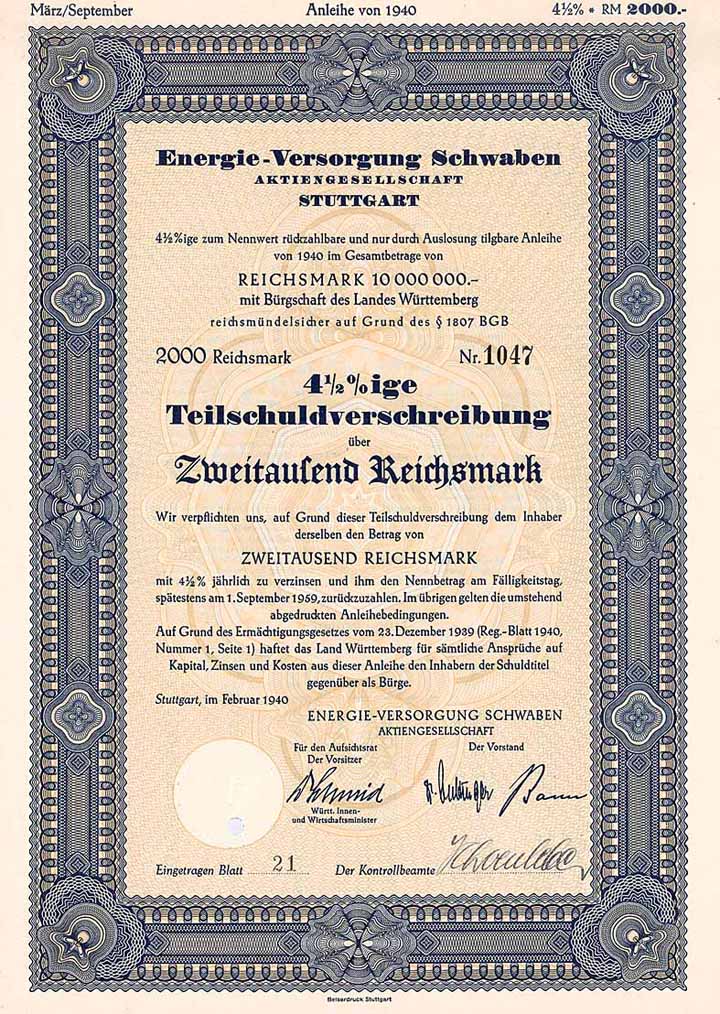 März/September Anleihe von 1940 4½% * RM 2000.-
Energie-Versorgung Schwaben
AKTIENGESELLSCHAFT
STUTTGART
4½%ige zum Nennwert rückzahlbare und nur durch Auslosung tilgbare Anleihe
von 1940 im Gesamtbetrage von
REICHSMARK 10 000 000.-
mit Bürgschaft des Landes Württemberg
reichsmündelsicher auf Grund des § 1807 BGB
2000 Reichsmark Nr. 1047
4½%ige
Teilschuldverschreibung
über
Zweitausend Reichsmark
Wir verpflichten uns, auf Grund dieser Teilschuldverschreibung dem Inhaber
derselben den Betrag von
ZWEITAUSEND REICHSMARK
mit 4½% jährlich zu verzinsen und ihm den Nennbetrag am Fälligkeitstag,
spätestens am 1. September 1959, zurückzuzahlen. Im übrigen gelten die umstehend
abgedruckten Anleihebedingungen.
Auf Grund des Ermächtigungsgesetzes vom 23. Dezember 1939 (Reg.-Blatt 1940,
Nummer 1, Seite 1) haftet das Land Württemberg für sämtliche Ansprüche auf
Kapital, Zinsen und Kosten aus dieser Anleihe den Inhabern der Schuldtitel
gegenüber als Bürge.
Stuttgart, im Februar 1940
ENERGIE-VERSORGUNG SCHWABEN
AKTIENGESELLSCHAFT
Für den Aufsichtsrat Der Vorstand
Der Vorsitzer
Württ. Innen-
und Wirtschaftsminister
Eingetragen Blatt 21 Der Kontrollbeamte
Belserdruck Stuttgart